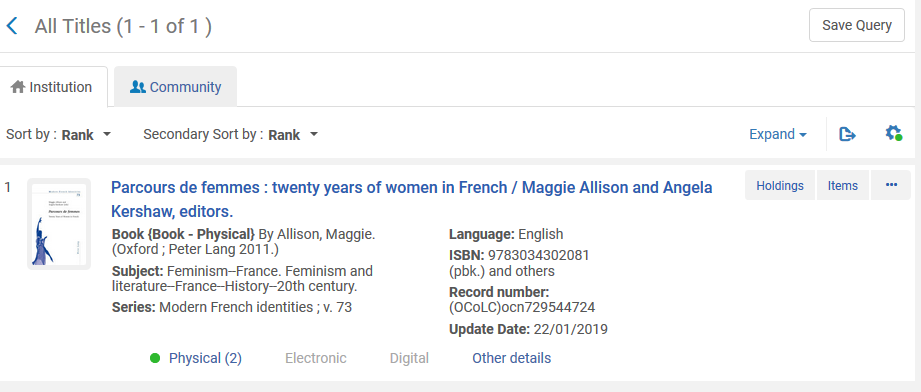 All Titles (1 - 1 of 1 )
Save Query
Institution
Community
Sort by : Rank
Secondary Sort by : Rank
Expand
1
Parcours de femmes : twenty years of women in French / Maggie Allison and Angela
Kershaw, editors.
Holdings
Items
Book {Book - Physical} By Allison, Maggie.
(Oxford ; Peter Lang 2011.)
Subject: Feminism--France. Feminism and
literature--France--History--20th century.
Series: Modern French identities ; v. 73
Language: English
ISBN: 9783034302081
(pbk.) and others
Record number:
(OCoLC)ocn729544724
Update Date: 22/01/2019
Physical (2)
Electronic
Digital
Other details